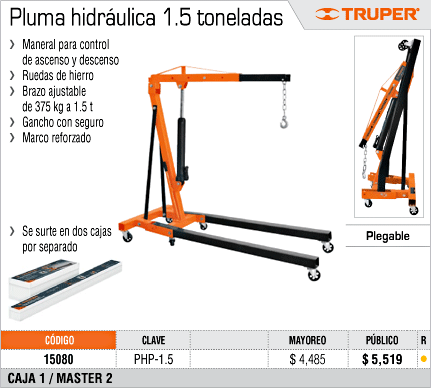 Pluma hidráulica 1.5 toneladas
TRUPER®
Maneral para control
de ascenso y descenso
Ruedas de hierro
Brazo ajustable
de 375 kg a 1.5 t
Gancho con seguro
Marco reforzado
Se surte en dos cajas
por separado
Plegable
CÓDIGO CLAVE MAYOREO PÚBLICO R
15080 PHP-1.5 $ 4,485 $ 5,519
CAJA 1 / MASTER 2